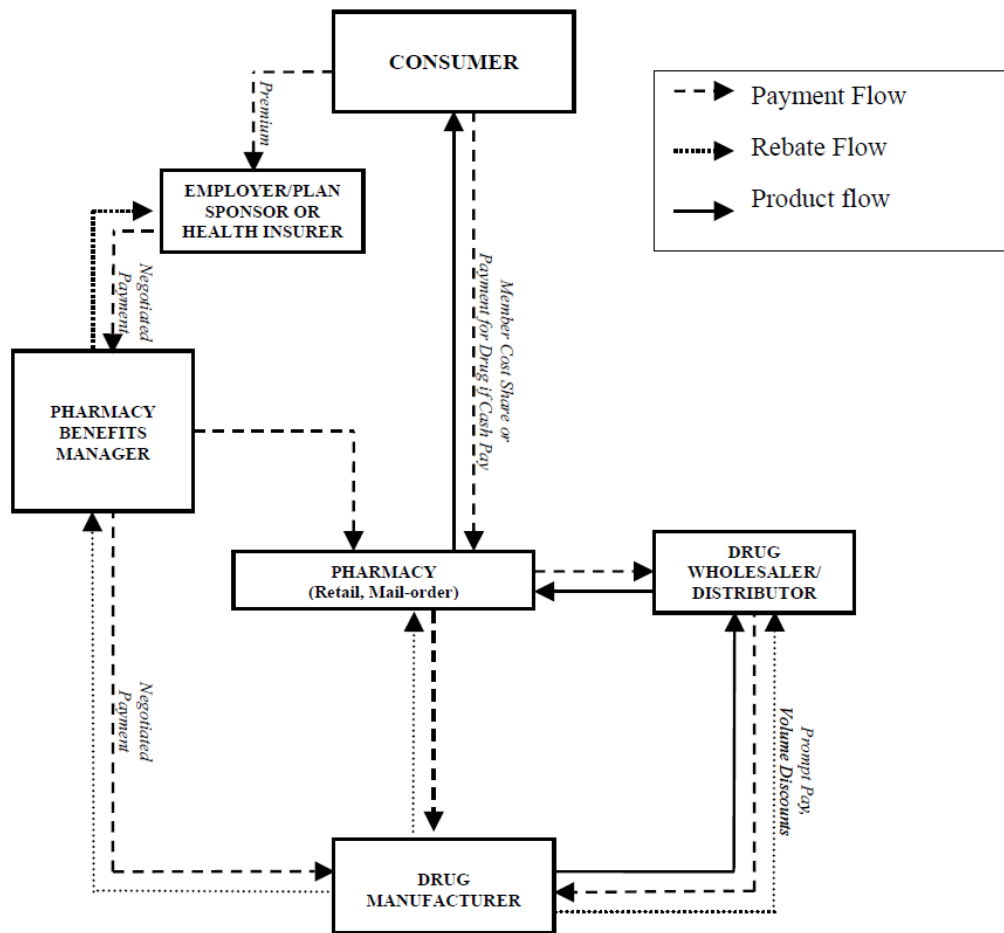 CONSUMER
Payment Flow
Rebate Flow
Product flow
Premium
EMPLOYER/PLAN
SPONSOR OR
HEALTH INSURER
Negotiated
Payment
Member Cost Share or
Payment for Drug if Cash Pay
PHARMACY
BENEFITS
MANAGER
PHARMACY
(Retail, Mail-order)
DRUG
WHOLESALER/
DISTRIBUTOR
Negotiated
Payment
Prompt Pay,
Volume Discounts
DRUG
MANUFACTURER